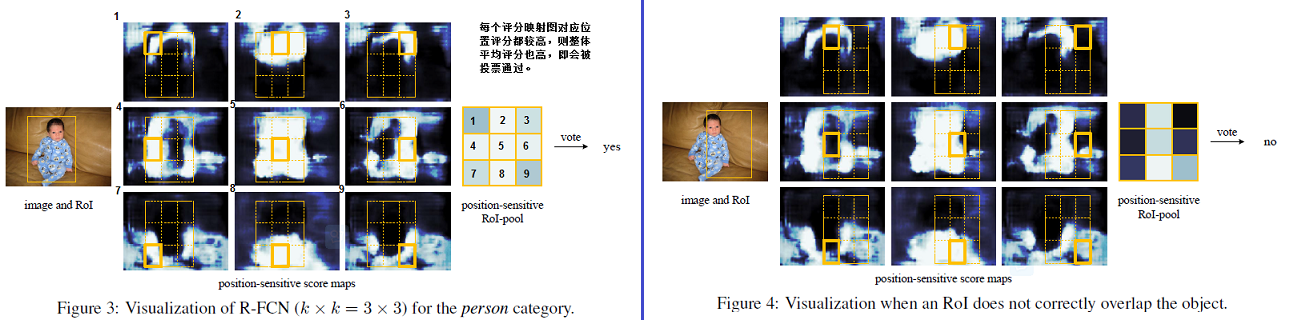 1
2
3
每个评分映射图对应位
置评分都较高，则整体
平均评分也高，即会被
投票通过。
4
5
6
1 2 3
4 5 6
7 8 9
vote
yes
image and RoI
position-sensitive
RoI-pool
7
8
9
position-sensitive score maps
Figure 3: Visualization of R-FCN (k × k = 3 × 3) for the person category.
vote
no
image and RoI
position-sensitive
RoI-pool
position-sensitive score maps
Figure 4: Visualization when an RoI does not correctly overlap the object.